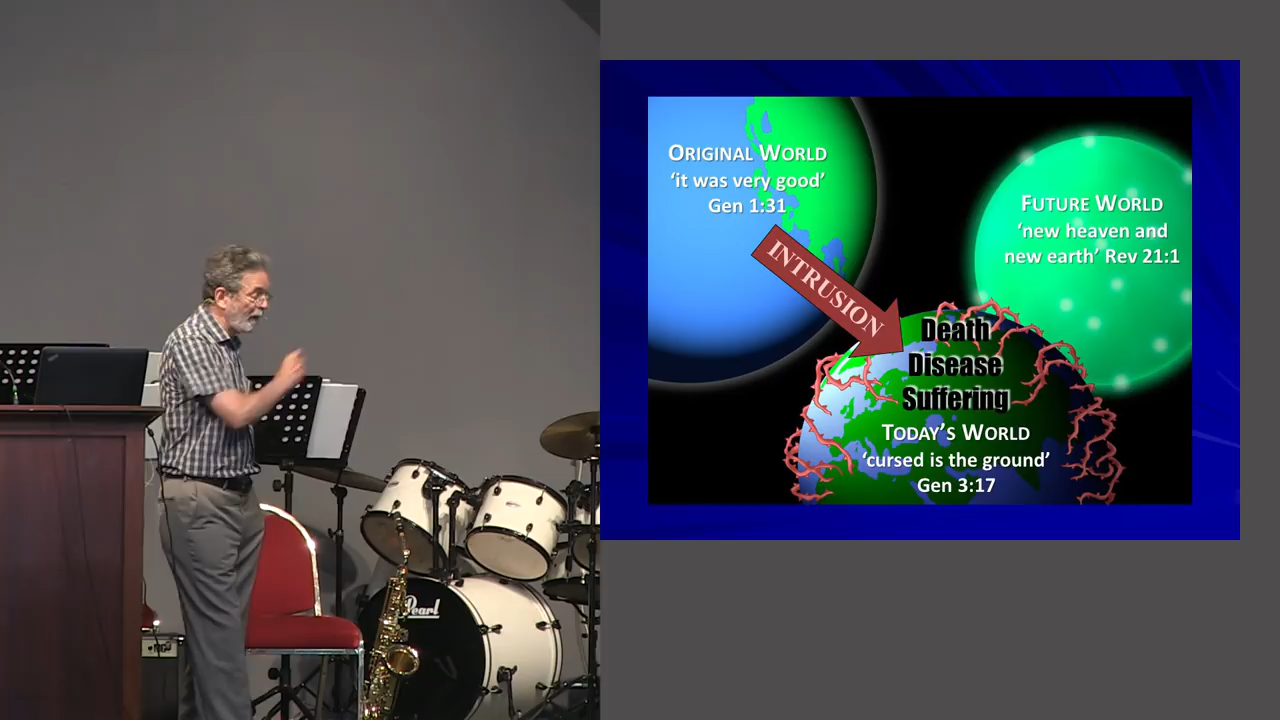 ORIGINAL WORLD
‘it was very good’
Gen 1:31
INTRUSION
FUTURE WORLD
‘new heaven and
new earth’ Rev 21:1
Death
Disease
Suffering
TODAY’S WORLD
‘cursed is the ground’
Gen 3:17
Pearl